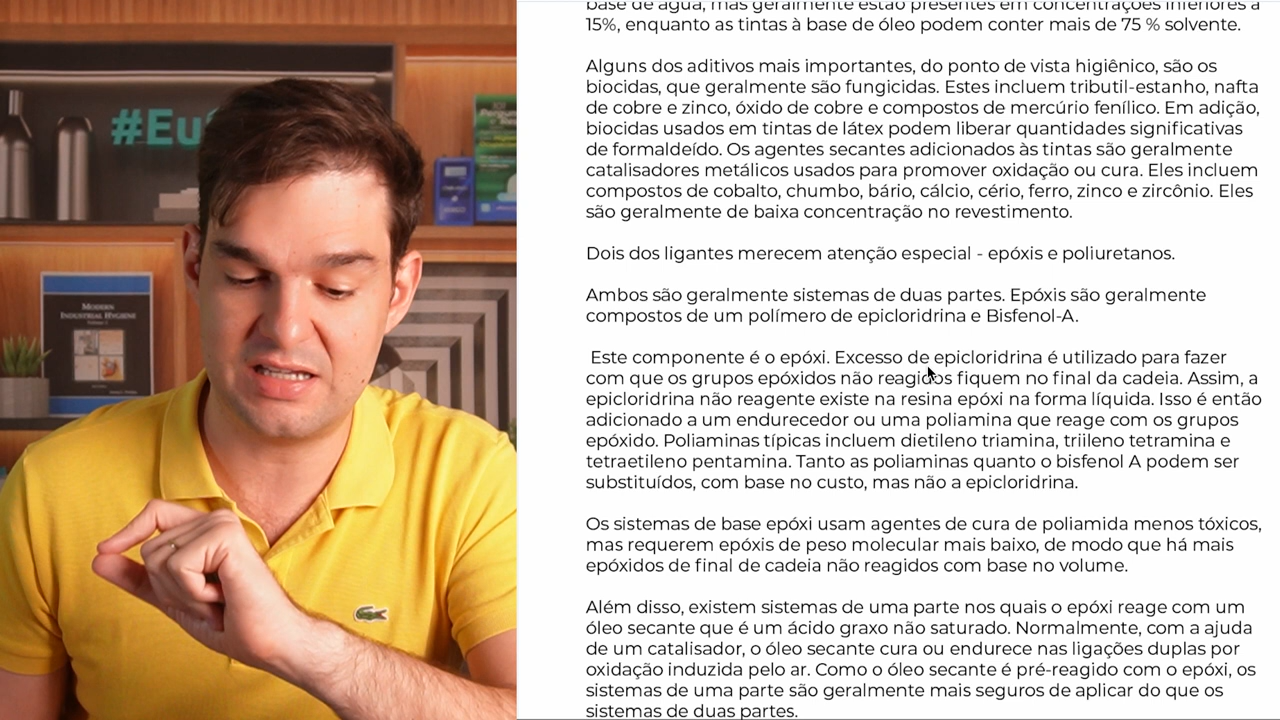 #Eu
MODERN
INDUSTRIAL HYGIENE
base de água, mas geralmente estão presentes em concentrações inferiores a
15%, enquanto as tintas à base de óleo podem conter mais de 75 % solvente.
Alguns dos aditivos mais importantes, do ponto de vista higiênico, são os
biocidas, que geralmente são fungicidas. Estes incluem tributil-estanho, nafta
de cobre e zinco, óxido de cobre e compostos de mercúrio fenílico. Em adição,
biocidas usados em tintas de látex podem liberar quantidades significativas
de formaldeído. Os agentes secantes adicionados às tintas são geralmente
catalisadores metálicos usados para promover oxidação ou cura. Eles incluem
compostos de cobalto, chumbo, bário, cálcio, cério, ferro, zinco e zircônio. Eles
são geralmente de baixa concentração no revestimento.
Dois dos ligantes merecem atenção especial - epóxis e poliuretanos.
Ambos são geralmente sistemas de duas partes. Epóxis são geralmente
compostos de um polímero de epicloridrina e Bisfenol-A.
Este componente é o epóxi. Excesso de epicloridrina é utilizado para fazer
com que os grupos epóxidos não reagidos fiquem no final da cadeia. Assim, a
epicloridrina não reagente existe na resina epóxi na forma líquida. Isso é então
adicionado a um endurecedor ou uma poliamina que reage com os grupos
epóxido. Poliaminas típicas incluem dietileno triamina, triileno tetramina e
tetraetileno pentamina. Tanto as poliaminas quanto o bisfenol A podem ser
substituídos, com base no custo, mas não a epicloridrina.
Os sistemas de base epóxi usam agentes de cura de poliamida menos tóxicos,
mas requerem epóxis de peso molecular mais baixo, de modo que há mais
epóxidos de final de cadeia não reagidos com base no volume.
Além disso, existem sistemas de uma parte nos quais o epóxi reage com um
óleo secante que é um ácido graxo não saturado. Normalmente, com a ajuda
de um catalisador, o óleo secante cura ou endurece nas ligações duplas por
oxidação induzida pelo ar. Como o óleo secante é pré-reagido com o epóxi, os
sistemas de uma parte são geralmente mais seguros de aplicar do que os
sistemas de duas partes.